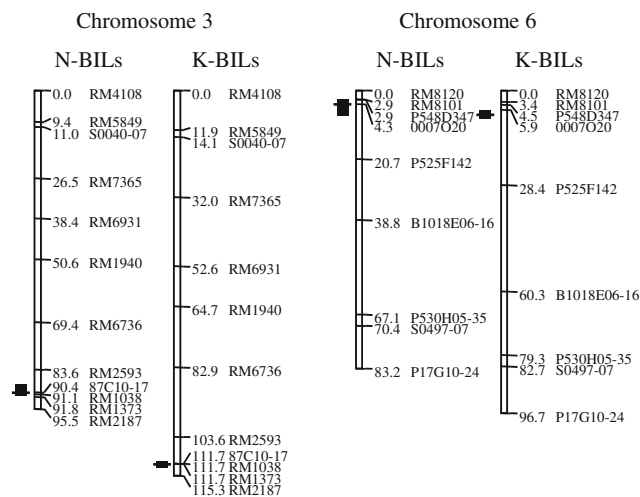 Chromosome 3
Chromosome 6
N-BILs
K-BILs
N-BILs
K-BILs
0.0 RM4108
9.4 RM5849
11.0 S0040-07
26.5 RM7365
38.4 RM6931
50.6 RM1940
69.4 RM6736
83.6 RM2593
90.4 87C10-17
91.1 RM1038
91.8 RM1373
95.5 RM2187
0.0 RM4108
11.9 RM5849
14.1 S0040-07
32.0 RM7365
52.6 RM6931
64.7 RM1940
82.9 RM6736
103.6 RM2593
111.7 87C10-17
111.7 RM1038
111.7 RM1373
115.3 RM2187
0.0 RM8120
2.9 RM8101
2.9 P548D347
4.3 0007O20
20.7 P525F142
38.8 B1018E06-16
67.1 P530H05-35
70.4 S0497-07
83.2 P17G10-24
0.0 RM8120
3.4 RM8101
4.5 P548D347
5.9 0007O20
28.4 P525F142
60.3 B1018E06-16
79.3 P530H05-35
82.7 S0497-07
96.7 P17G10-24